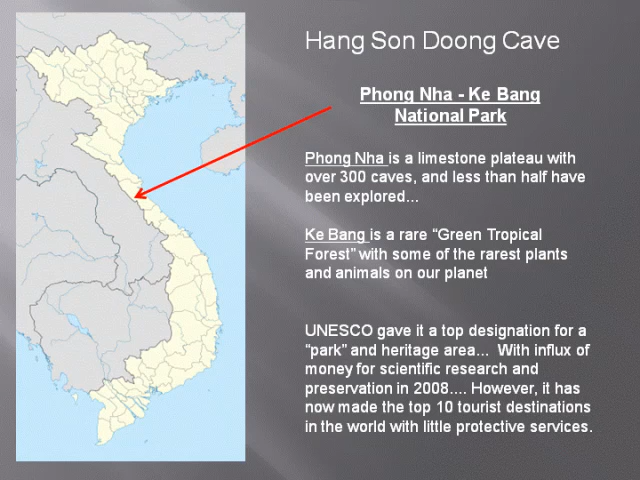 Hang Son Doong Cave
Phong Nha - Ke Bang
National Park
Phong Nha is a limestone plateau with
over 300 caves, and less than half have
been explored...
Ke Bang is a rare “Green Tropical
Forest” with some of the rarest plants
and animals on our planet
UNESCO gave it a top designation for a
“park” and heritage area... With influx of
money for scientific research and
preservation in 2008.... However, it has
now made the top 10 tourist destinations
in the world with little protective services.